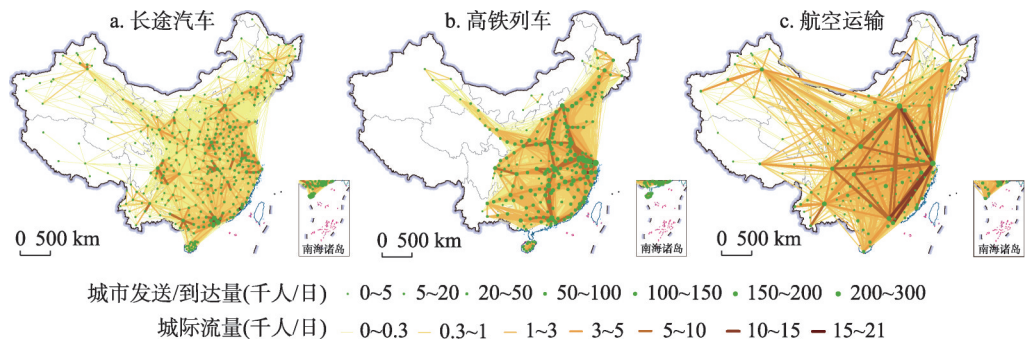 a. 长途汽车
b. 高铁列车
c. 航空运输
0 500 km
南海诸岛
0 500 km
南海诸岛
0 500 km
南海诸岛
城市发送/到达量(千人/日) 0~5 5~20 20~50 50~100 100~150 150~200 200~300
城际流量(千人/日) 0~0.3 0.3~1 1~3 3~5 5~10 10~15 15~21